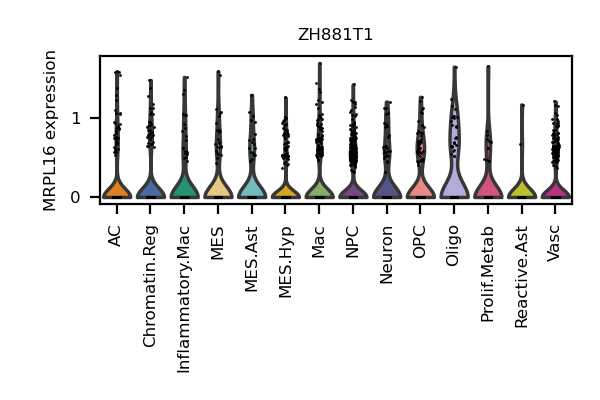 ZH881T1
MRPL16 expression
1
0
AC
Chromatin.Reg
Inflammatory.Mac
MES
MES.Ast
MES.Hyp
Mac
NPC
Neuron
OPC
Oligo
Prolif.Metab
Reactive.Ast
Vasc